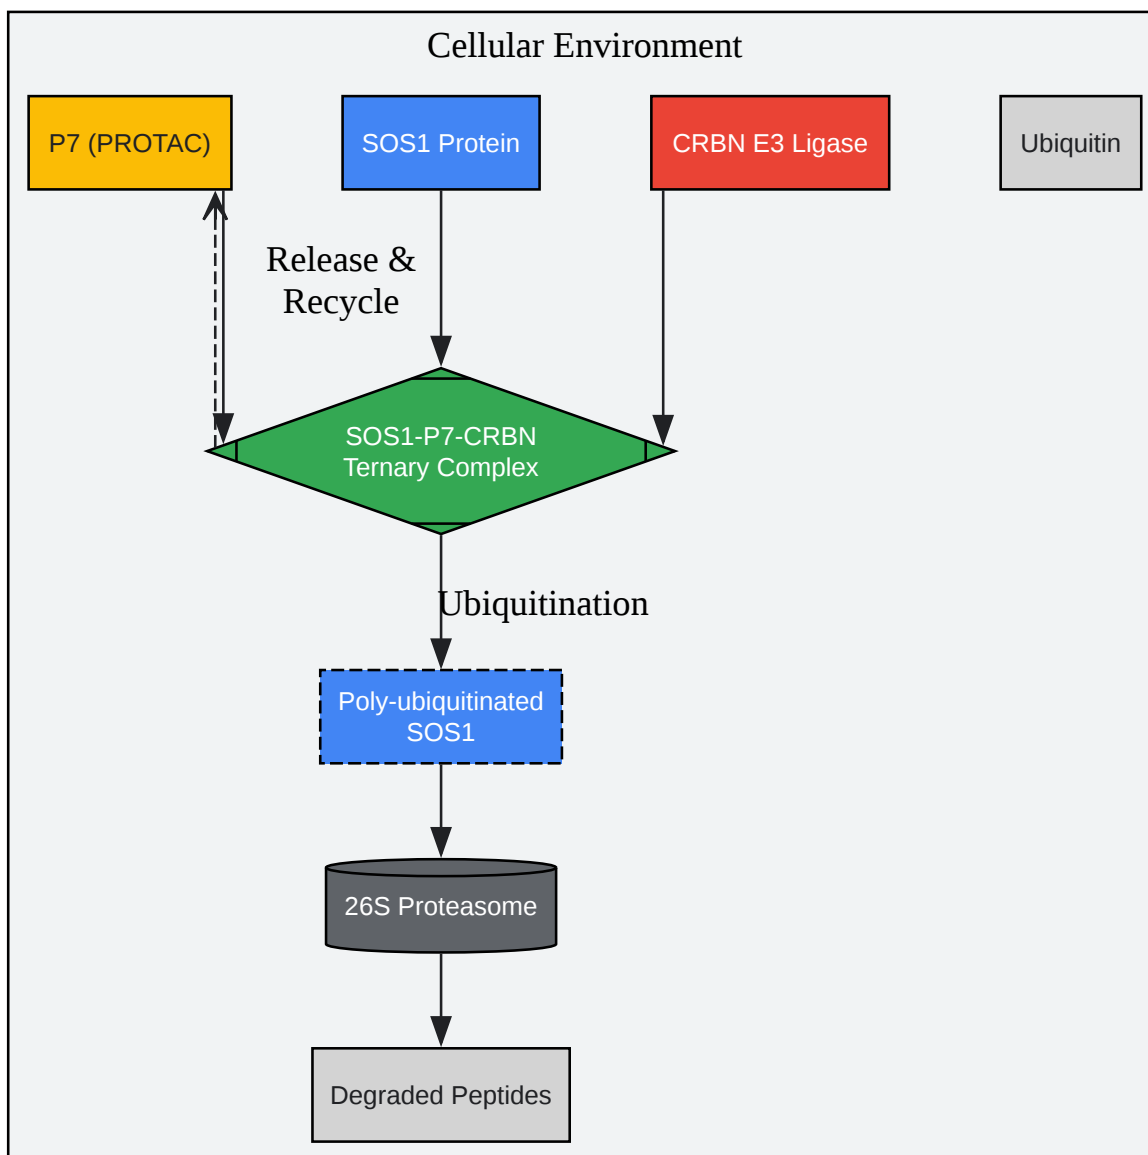 Cellular Environment
P7 (PROTAC)
SOS1 Protein
CRBN E3 Ligase
Ubiquitin
Release &
Recycle
SOS1-P7-CRBN
Ternary Complex
Ubiquitination
Poly-ubiquitinated
SOS1
26S Proteasome
Degraded Peptides